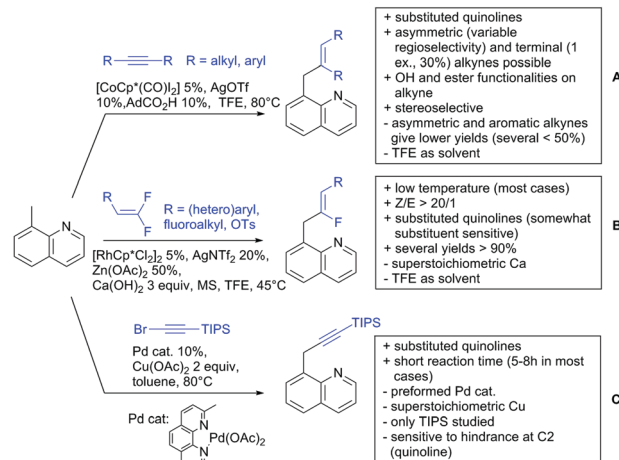 R R R = alkyl, aryl
[CoCp*(CO)I₂] 5%, AgOTf
10%,AdCO₂H 10%, TFE, 80°C
R
R
N
+ substituted quinolines
+ asymmetric (variable
regioselectivity) and terminal (1
ex., 30%) alkynes possible
+ OH and ester functionalities on
alkyne
+ stereoselective
- asymmetric and aromatic alkynes
give lower yields (several < 50%)
- TFE as solvent
A
N
R F
F
R = (hetero)aryl,
fluoroalkyl, OTs
[RhCp*Cl₂]₂ 5%, AgNTf₂ 20%,
Zn(OAc)₂ 50%,
Ca(OH)₂ 3 equiv, MS, TFE, 45°C
R
F
N
+ low temperature (most cases)
+ Z/E > 20/1
+ substituted quinolines (somewhat
substituent sensitive)
+ several yields > 90%
- superstoichiometric Ca
- TFE as solvent
B
Br TIPS
Pd cat. 10%,
Cu(OAc)₂ 2 equiv,
toluene, 80°C
Pd cat:
N
Pd(OAc)₂
N
TIPS
N
+ substituted quinolines
+ short reaction time (5-8h in most
cases)
- preformed Pd cat.
- superstoichiometric Cu
- only TIPS studied
- sensitive to hindrance at C2
(quinoline)
C